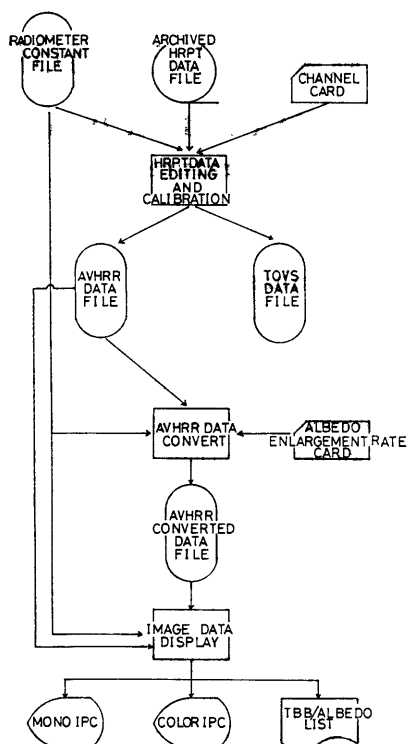 RADIOMETER
CONSTANT
FILE
ARCHIVED
HRPT
DATA
FILE
CHANNEL
CARD
HRPTDATA
EDITING
AND
CALIBRATION
AVHRR
DATA
FILE
TOVS
DATA
FILE
AVHRR DATA
CONVERT
ALBEDO
ENLARGEMENT RATE
CARD
AVHRR
CONVERTED
DATA
FILE
IMAGE DATA
DISPLAY
MONO IPC
COLOR IPC
TBB/ALBEDO
LIST